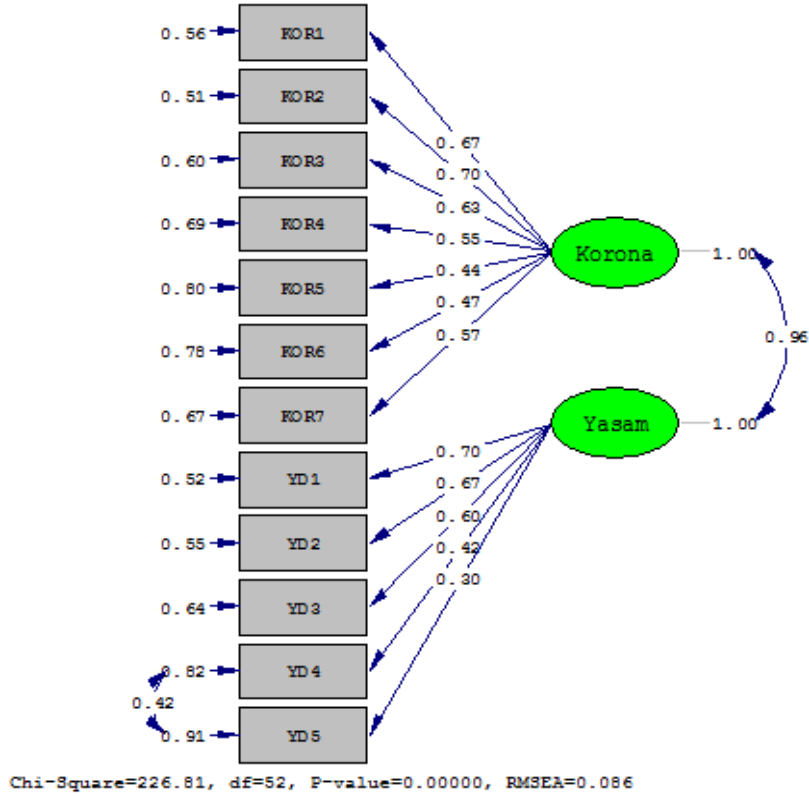 0.56 KOR1
0.51 KOR2
0.67
0.60 KOR3
0.70
0.63
0.69 KOR4
0.55
Korona 1.00
0.44
0.80 KOR5
0.47
0.57
0.96
0.78 KOR6
0.67 KOR7
Yasam 1.00
0.70
0.52 YD1
0.67
0.60
0.55 YD2
0.42
0.30
0.64 YD3
0.82 YD4
0.42
0.91 YD5
Chi-Square=226.81, df=52, P-value=0.00000, RMSEA=0.086